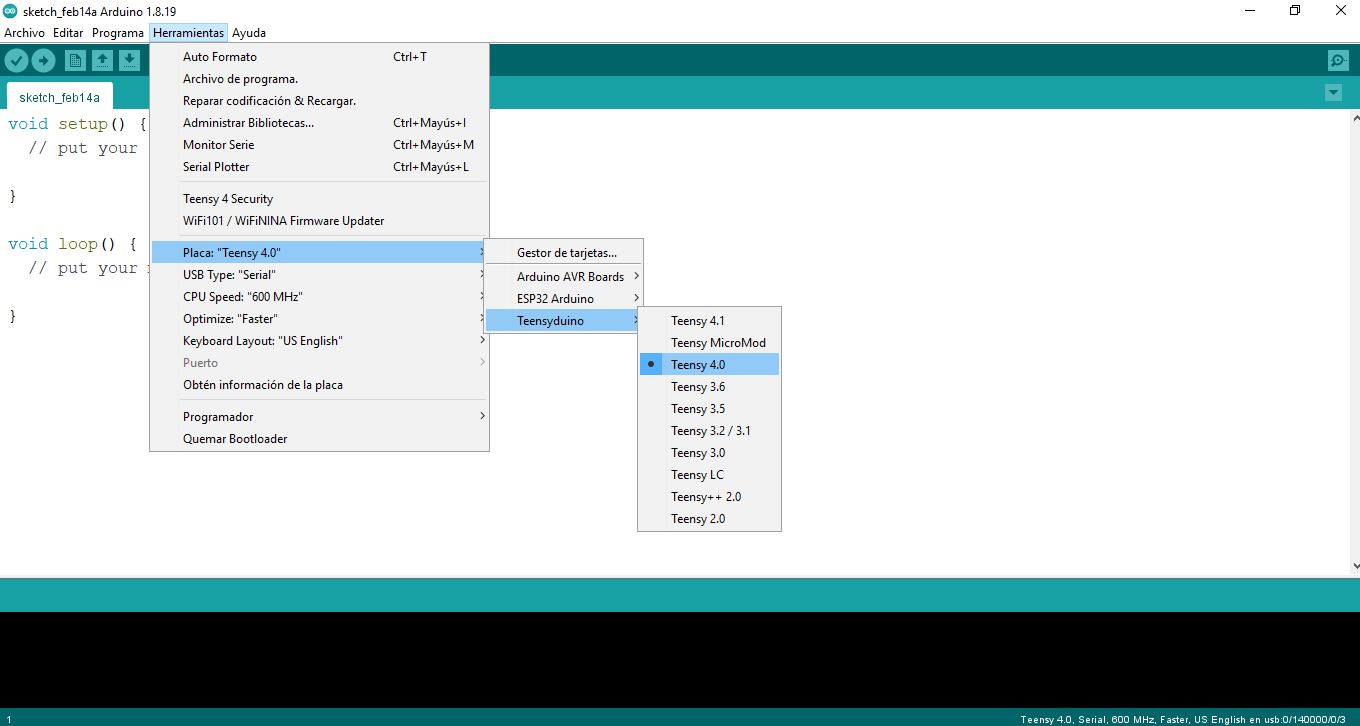 sketch_feb14a Arduino 1.8.19
Archivo Editar Programa Herramientas Ayuda
sketch_feb14a
void setup() {
// put your
}
void loop() {
// put your
}
Auto Formato Ctrl+T
Archivo de programa.
Reparar codificación & Recargar.
Administrar Bibliotecas... Ctrl+Mayús+I
Monitor Serie Ctrl+Mayús+M
Serial Plotter Ctrl+Mayús+L
Teensy 4 Security
WiFi101 / WiFiNINA Firmware Updater
Placa: "Teensy 4.0"
USB Type: "Serial"
CPU Speed: "600 MHz"
Optimize: "Faster"
Keyboard Layout: "US English"
Puerto
Obtén información de la placa
Programador
Quemar Bootloader
Gestor de tarjetas...
Arduino AVR Boards
ESP32 Arduino
Teensyduino
Teensy 4.1
Teensy MicroMod
Teensy 4.0
Teensy 3.6
Teensy 3.5
Teensy 3.2 / 3.1
Teensy 3.0
Teensy LC
Teensy++ 2.0
Teensy 2.0
1
Teensy 4.0, Serial, 600 MHz, Faster, US English en usb:0/140000/0/3